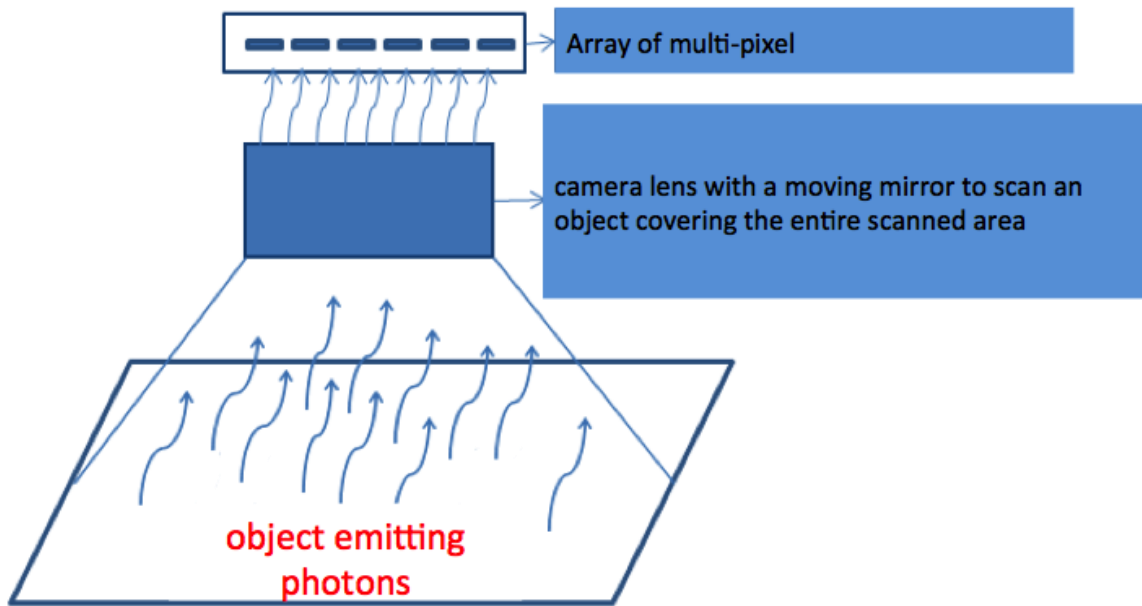 Array of multi-pixel
camera lens with a moving mirror to scan an
object covering the entire scanned area
object emitting
photons